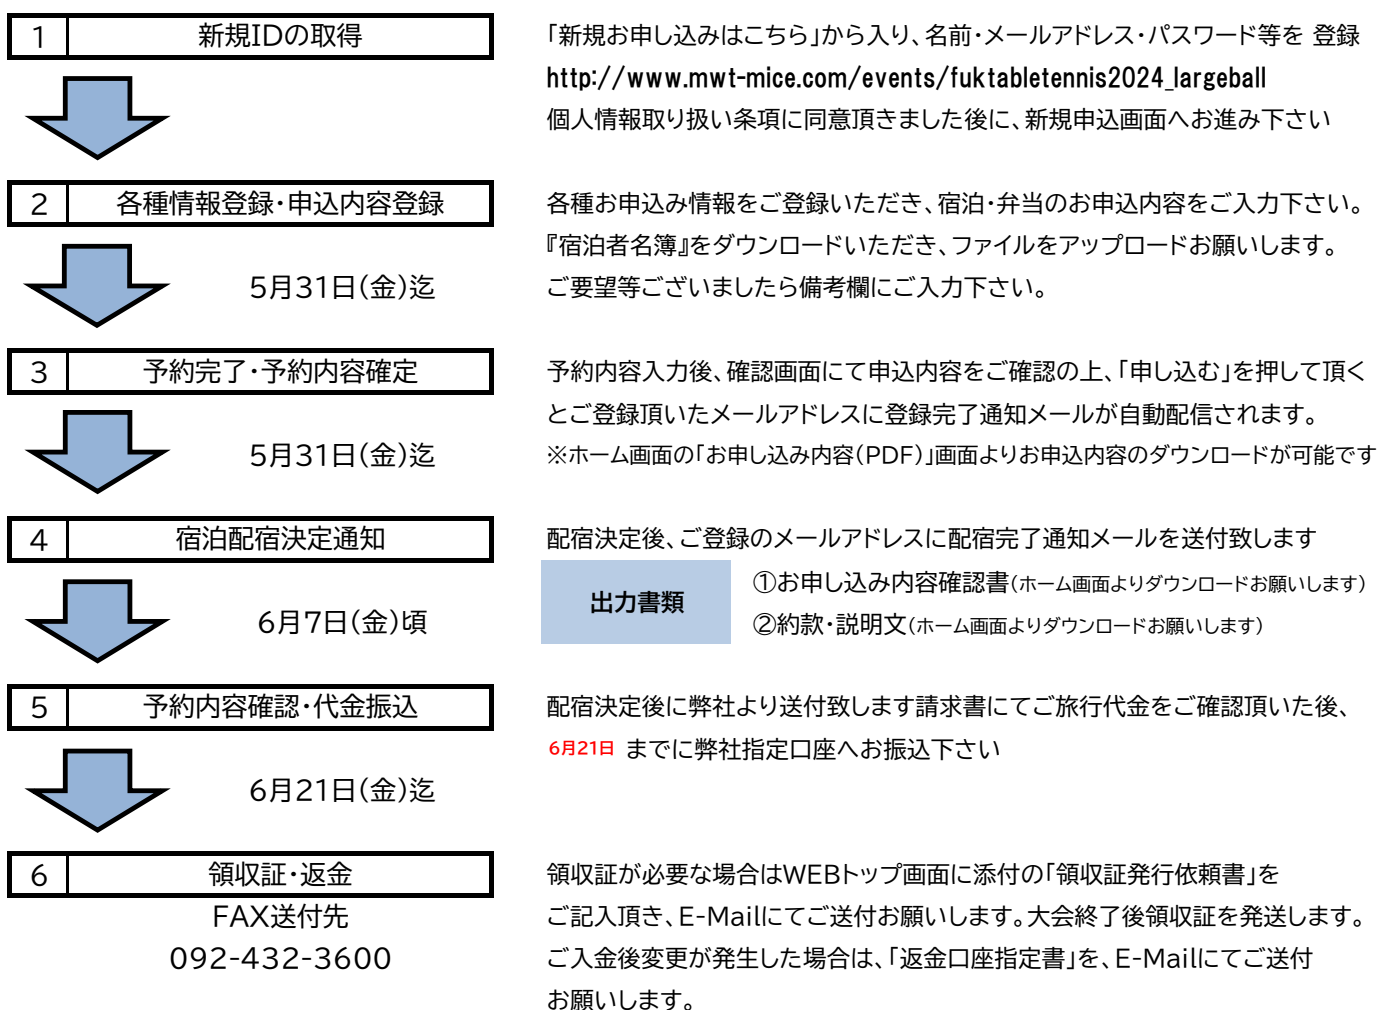 1 新規IDの取得
「新規お申し込みはこちら」から入り、名前・メールアドレス・パスワード等を 登録
http://www.mwt-mice.com/events/fuktabletennis2024_largeball
個人情報取り扱い条項に同意頂きました後に、新規申込画面へお進み下さい
2 各種情報登録・申込内容登録
5月31日(金)迄
各種お申込み情報をご登録いただき、宿泊・弁当のお申込内容をご入力下さい。
『宿泊者名簿』をダウンロードいただき、ファイルをアップロードお願いします。
ご要望等ございましたら備考欄にご入力下さい。
3 予約完了・予約内容確定
5月31日(金)迄
予約内容入力後、確認画面にて申込内容をご確認の上、「申し込む」を押して頂く
とご登録頂いたメールアドレスに登録完了通知メールが自動配信されます。
※ホーム画面の「お申し込み内容(PDF)」画面よりお申込内容のダウンロードが可能です
4 宿泊配宿決定通知
6月7日(金)頃
配宿決定後、ご登録のメールアドレスに配宿完了通知メールを送付致します
出力書類
①お申し込み内容確認書(ホーム画面よりダウンロードお願いします)
②約款・説明文(ホーム画面よりダウンロードお願いします)
5 予約内容確認・代金振込
6月21日(金)迄
配宿決定後に弊社より送付致します請求書にてご旅行代金をご確認頂いた後、
6月21日 までに弊社指定口座へお振込下さい
6 領収証・返金
FAX送付先
092-432-3600
領収証が必要な場合はWEBトップ画面に添付の「領収証発行依頼書」を
ご記入頂き、E-Mailにてご送付お願いします。大会終了後領収証を発送します。
ご入金後変更が発生した場合は、「返金口座指定書」を、E-Mailにてご送付
お願いします。